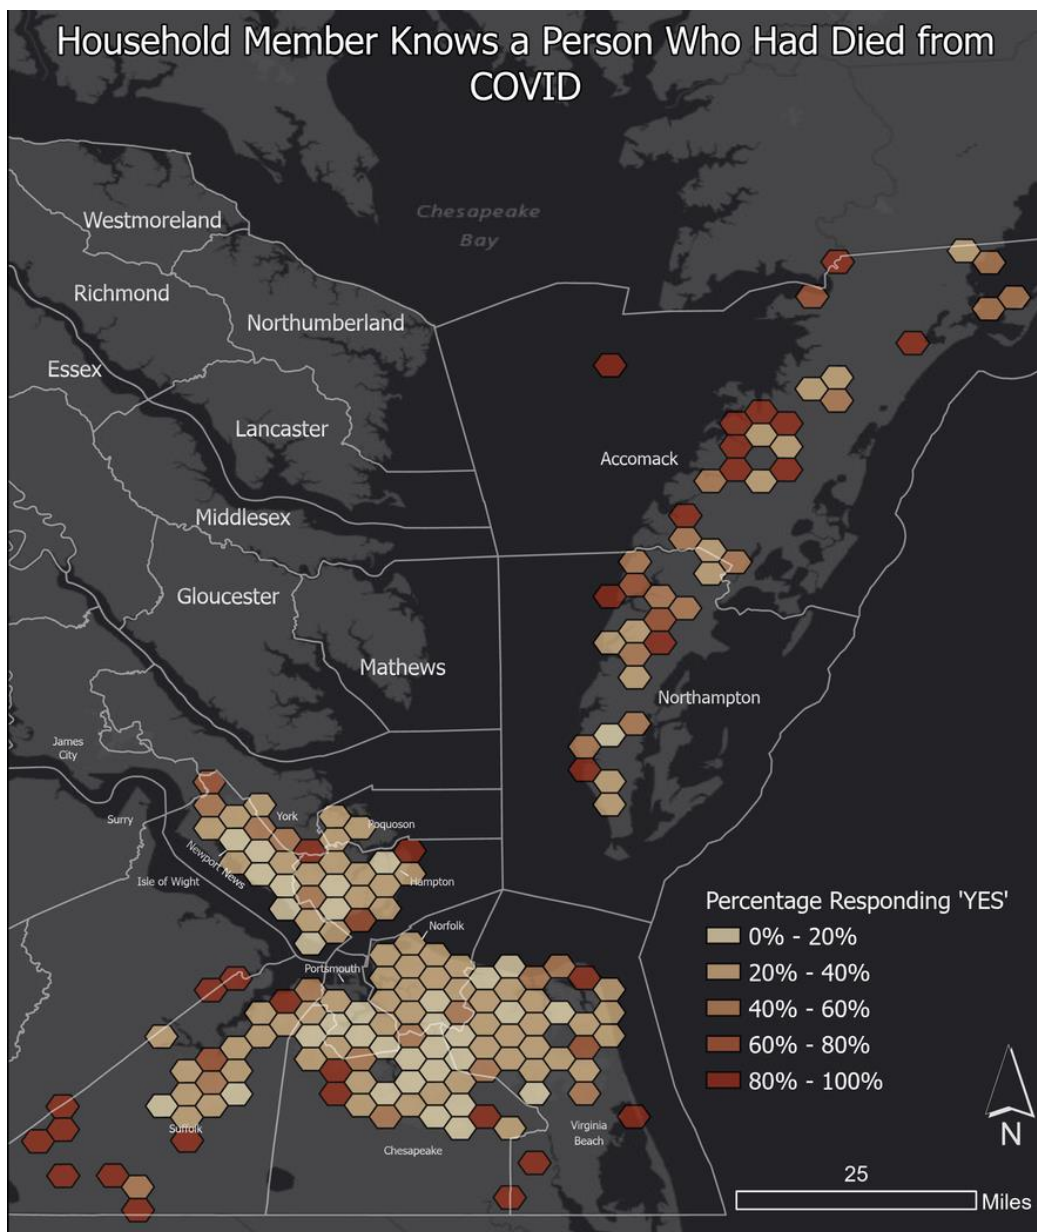 Household Member Knows a Person Who Had Died from
COVID
Chesapeake
Bay
Westmoreland
Richmond
Northumberland
Essex
Lancaster
Accomack
Middlesex
Gloucester
Mathews
Northampton
James
City
Surry
York
Poquoson
Newport News
Isle of Wight
Hampton
Norfolk
Portsmouth
Suffolk
Chesapeake
Virginia
Beach
Percentage Responding 'YES'
0% - 20%
20% - 40%
40% - 60%
60% - 80%
80% - 100%
N
25
Miles